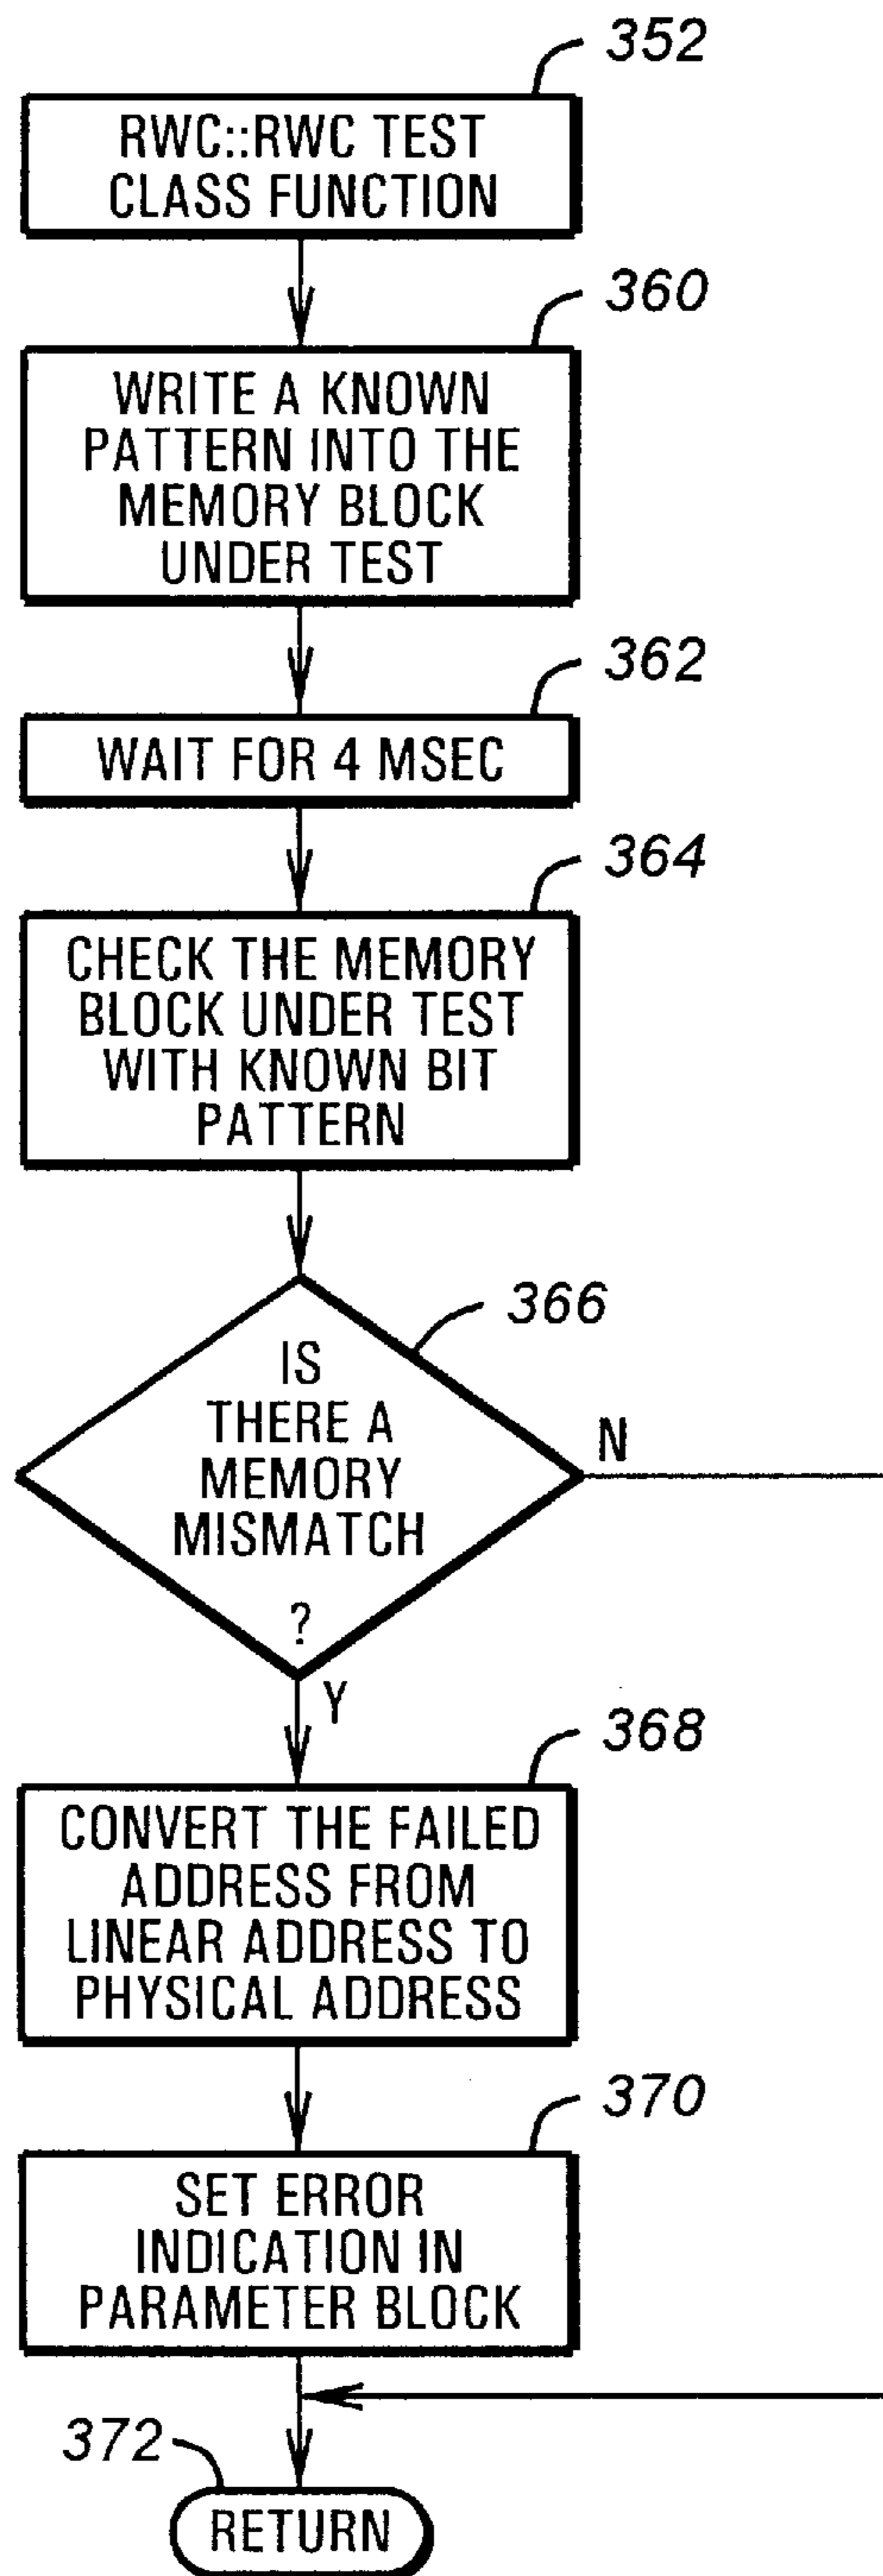 352
RWC::RWC TEST
CLASS FUNCTION
360
WRITE A KNOWN
PATTERN INTO THE
MEMORY BLOCK
UNDER TEST
362
WAIT FOR 4 MSEC
364
CHECK THE MEMORY
BLOCK UNDER TEST
WITH KNOWN BIT
PATTERN
366
IS
THERE A
MEMORY
MISMATCH
?
N
Y
368
CONVERT THE FAILED
ADDRESS FROM
LINEAR ADDRESS TO
PHYSICAL ADDRESS
370
SET ERROR
INDICATION IN
PARAMETER BLOCK
372
RETURN